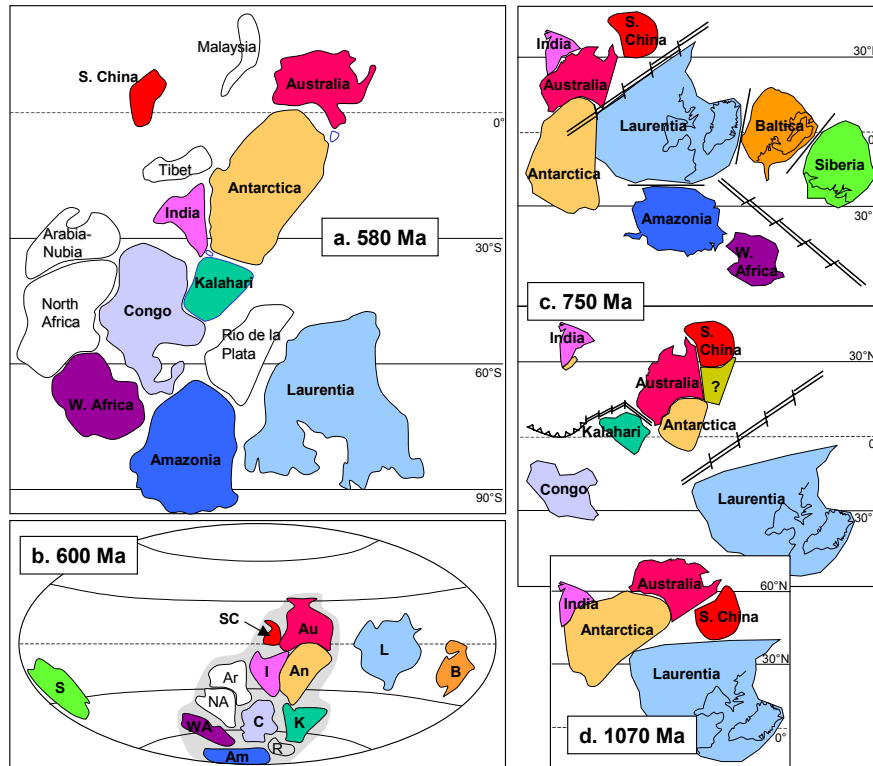 Malaysia
S. China
Australia
0°
Tibet
Antarctica
India
Arabia-
Nubia
a. 580 Ma
30°S
Kalahari
North
Africa
Congo
Rio de la
Plata
60°S
Laurentia
W. Africa
Amazonia
90°S
b. 600 Ma
SC
Au
L
I
An
B
S
Ar
NA
WA
C
K
R
Am
S.
China
India
30°N
Australia
Laurentia
Baltica
0°
Siberia
Antarctica
Amazonia
30°
W.
Africa
c. 750 Ma
India
S.
China
30°N
Australia
?
Kalahari
Antarctica
0°
Congo
Laurentia
30°
Australia
60°N
India
S. China
Antarctica
Laurentia
30°N
d. 1070 Ma
0°